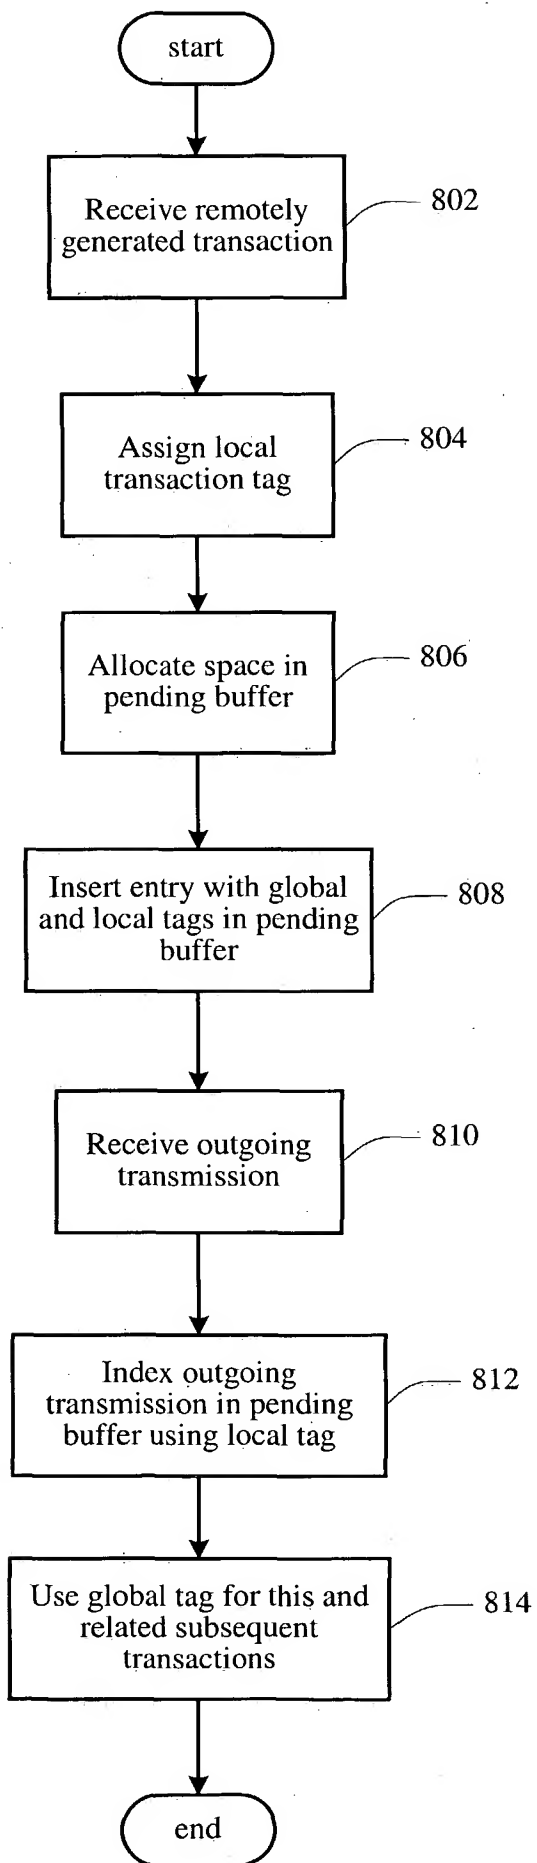 start
Receive remotely
generated transaction
802
Assign local
transaction tag
804
Allocate space in
pending buffer
806
Insert entry with global
and local tags in pending
buffer
808
Receive outgoing
transmission
810
Index outgoing
transmission in pending
buffer using local tag
812
Use global tag for this and
related subsequent
transactions
814
end